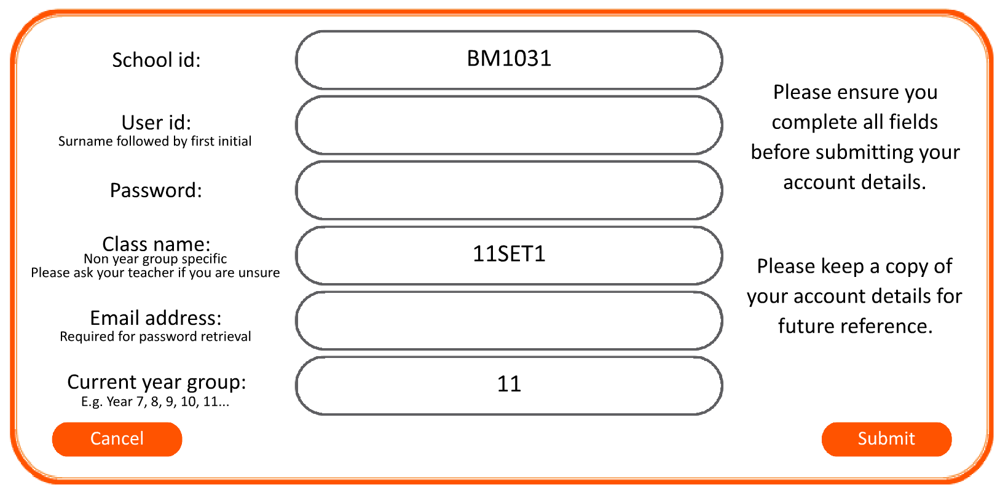 School id:
BM1031
User id:
Surname followed by first initial
Password:
Class name:
Non year group specific
Please ask your teacher if you are unsure
11SET1
Email address:
Required for password retrieval
Current year group:
E.g. Year 7, 8, 9, 10, 11...
11
Please ensure you
complete all fields
before submitting your
account details.
Please keep a copy of
your account details for
future reference.
Cancel
Submit